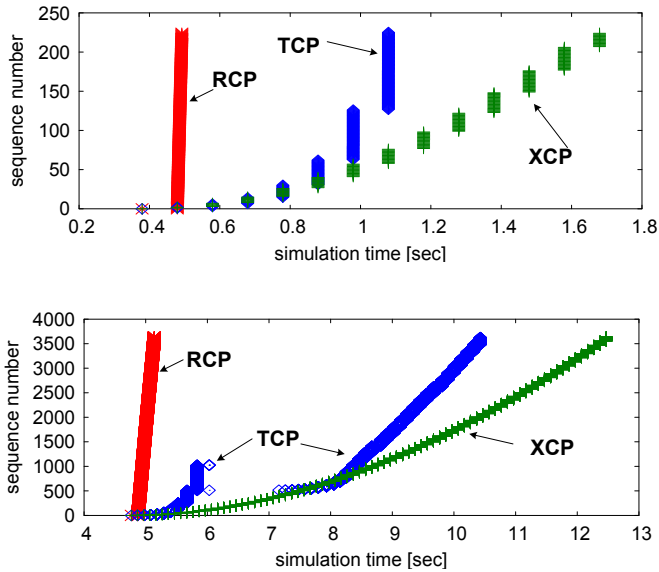 250
200
150
100
50
0
sequence number
RCP
TCP
XCP
0.2 0.4 0.6 0.8 1 1.2 1.4 1.6 1.8
simulation time [sec]
4000
3500
3000
2500
2000
1500
1000
500
0
sequence number
RCP
TCP
XCP
4 5 6 7 8 9 10 11 12 13
simulation time [sec]